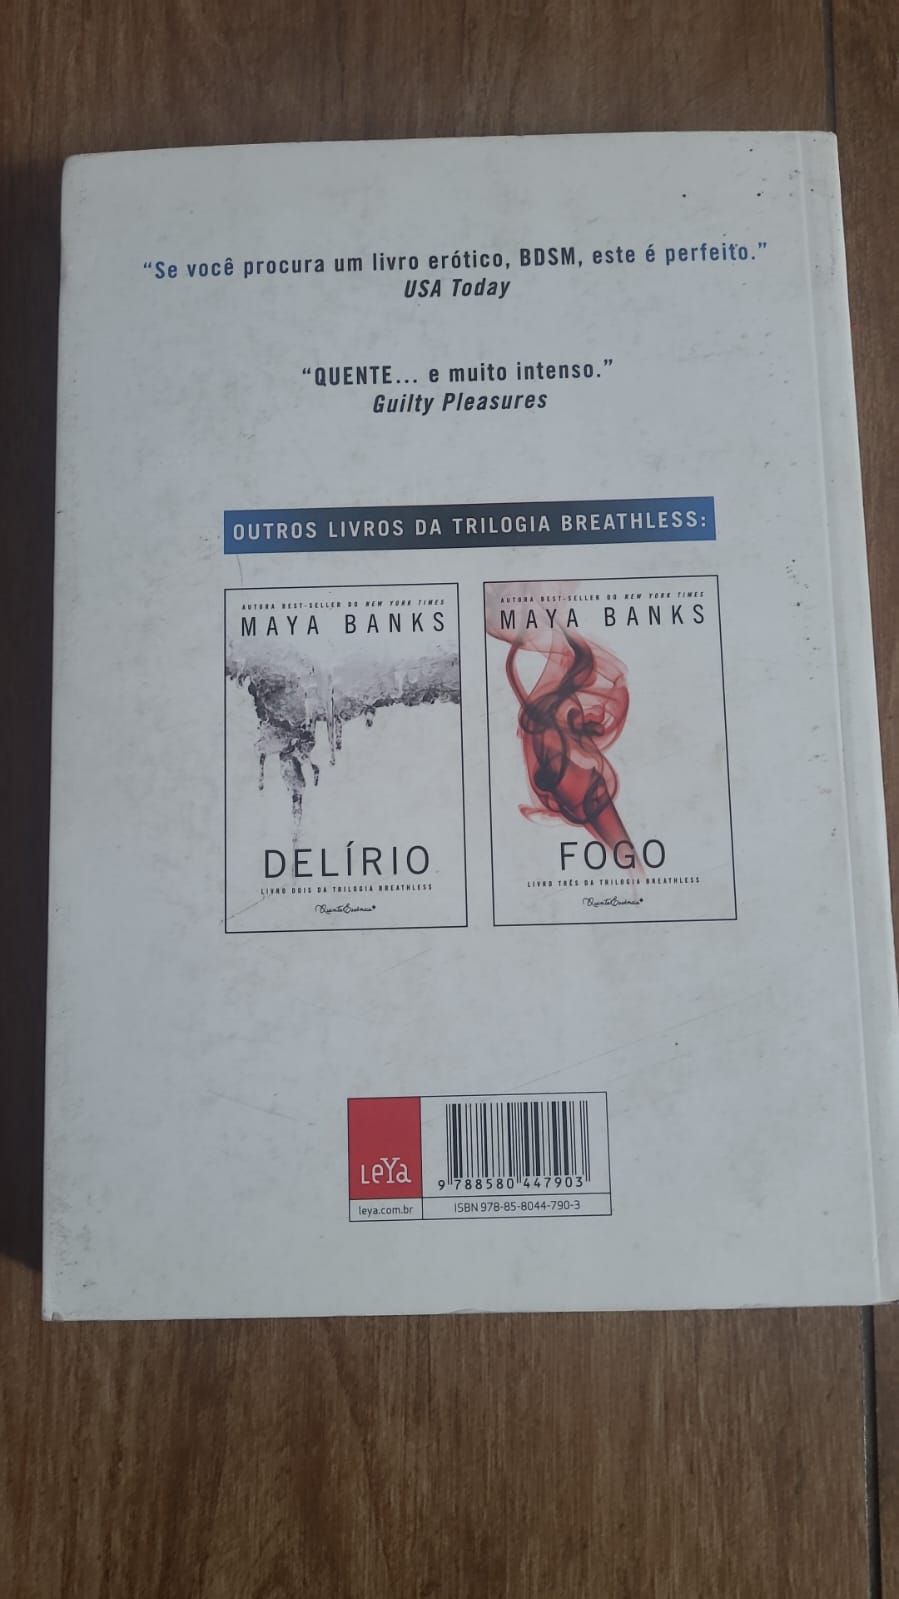 “Se você procura um livro erótico, BDSM, este é perfeito.”
USA Today
“QUENTE... e muito intenso.”
Guilty Pleasures
OUTROS LIVROS DA TRILOGIA BREATHLESS:
AUTORA BEST-SELLER DO NEW YORK TIMES
MAYA BANKS
DELÍRIO
LIVRO DOIS DA TRILOGIA BREATHLESS
QuintaEssência
AUTORA BEST-SELLER DO NEW YORK TIMES
MAYA BANKS
FOGO
LIVRO TRÊS DA TRILOGIA BREATHLESS
QuintaEssência
LeYa
leya.com.br
9 788580 447903
ISBN 978-85-8044-790-3